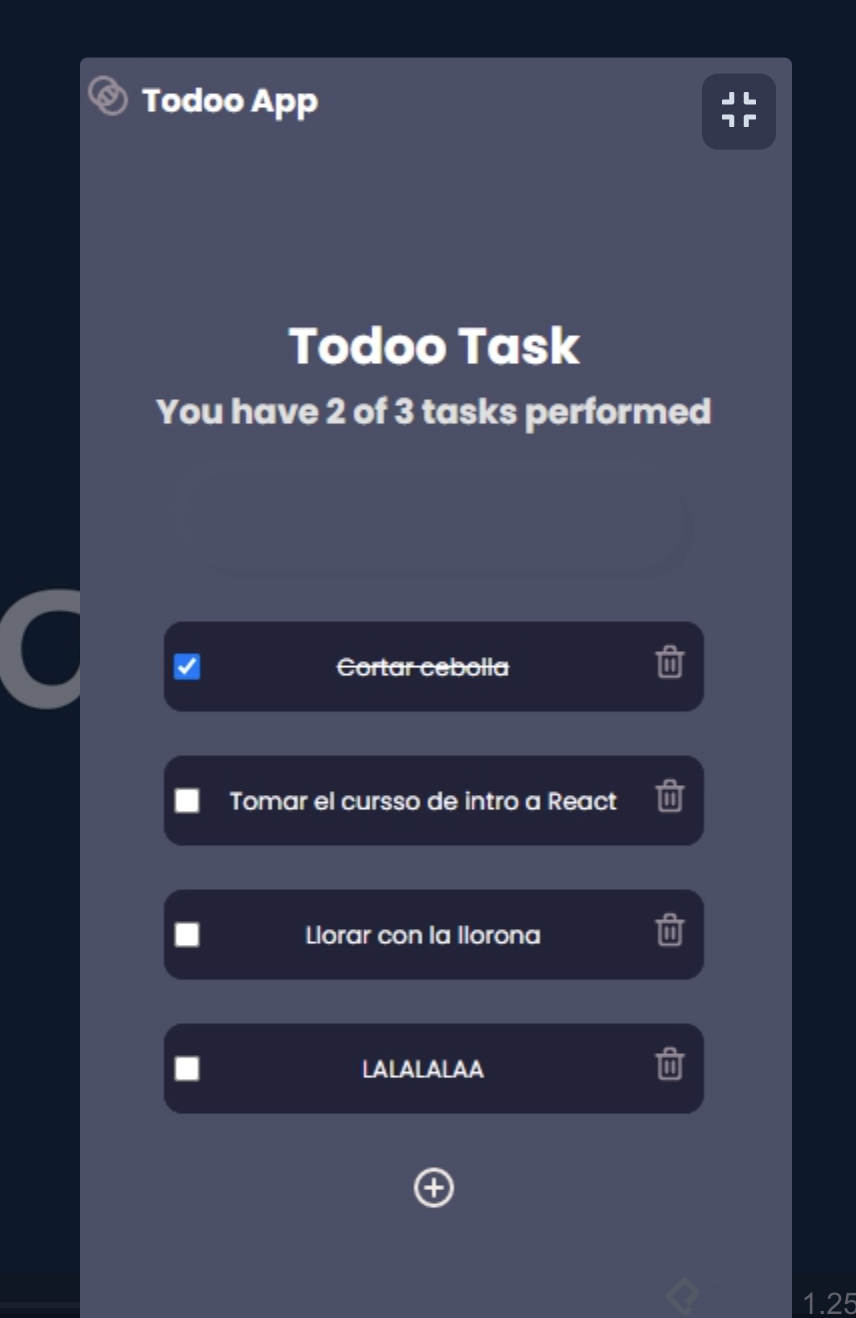 Todoo App
Todoo Task
You have 2 of 3 tasks performed
Cortar cebolla
Tomar el cursso de intro a React
Llorar con la llorona
LALALALAA
1.25